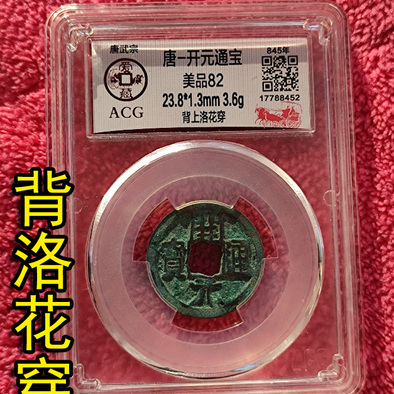 唐武宗
ACG
唐-开元通宝
美品82
23.8*1.3mm 3.6g
背上洛花穿
845年
17788452
開元通寳
背洛花穿